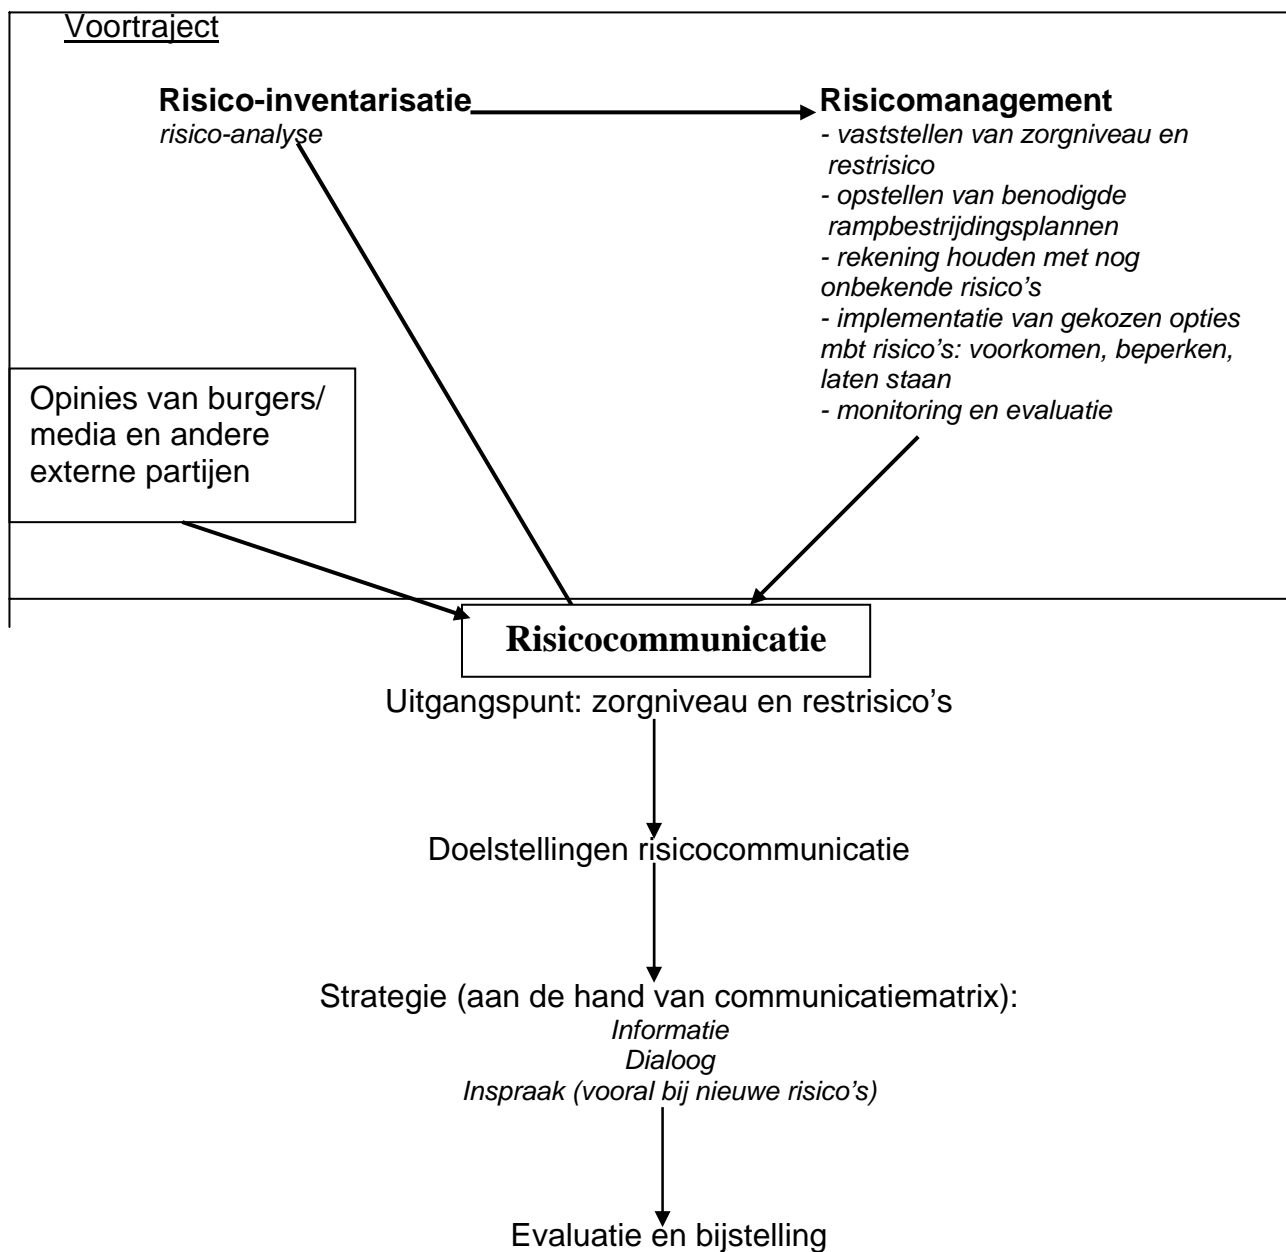 Voortraject
Risico-inventarisatie
risico-analyse
Risicomanagement
- vaststellen van zorgniveau en
restrisico
- opstellen van benodigde
rampbestrijdingsplannen
- rekening houden met nog
onbekende risico's
- implementatie van gekozen opties
mbt risico's: voorkomen, beperken,
laten staan
- monitoring en evaluatie
Opinies van burgers/
media en andere
externe partijen
Risicocommunicatie
Uitgangspunt: zorgniveau en restrisico's
Doelstellingen risicocommunicatie
Strategie (aan de hand van communicatiematrix):
Informatie
Dialoog
Inspraak (vooral bij nieuwe risico's)
Evaluatie en bijstelling